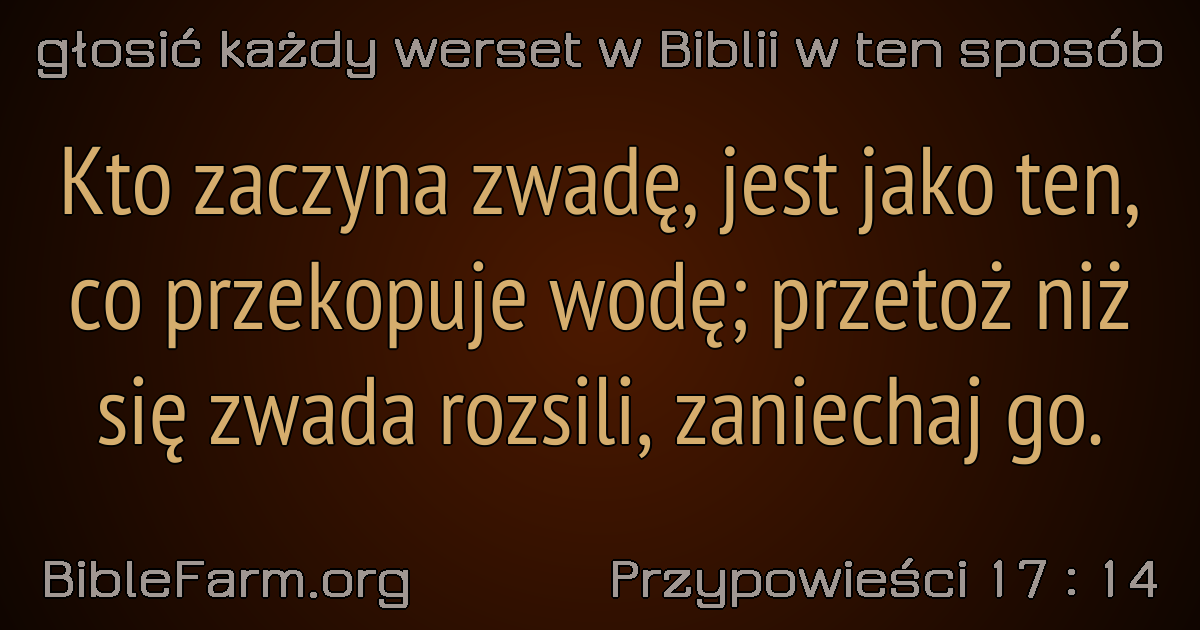 głosić każdy werset w Biblii w ten sposób
Kto zaczyna zwadę, jest jako ten,
co przekopuje wodę; przetoż niż
się zwada rozsili, zaniechaj go.
BibleFarm.org
Przypowieści 17 : 14